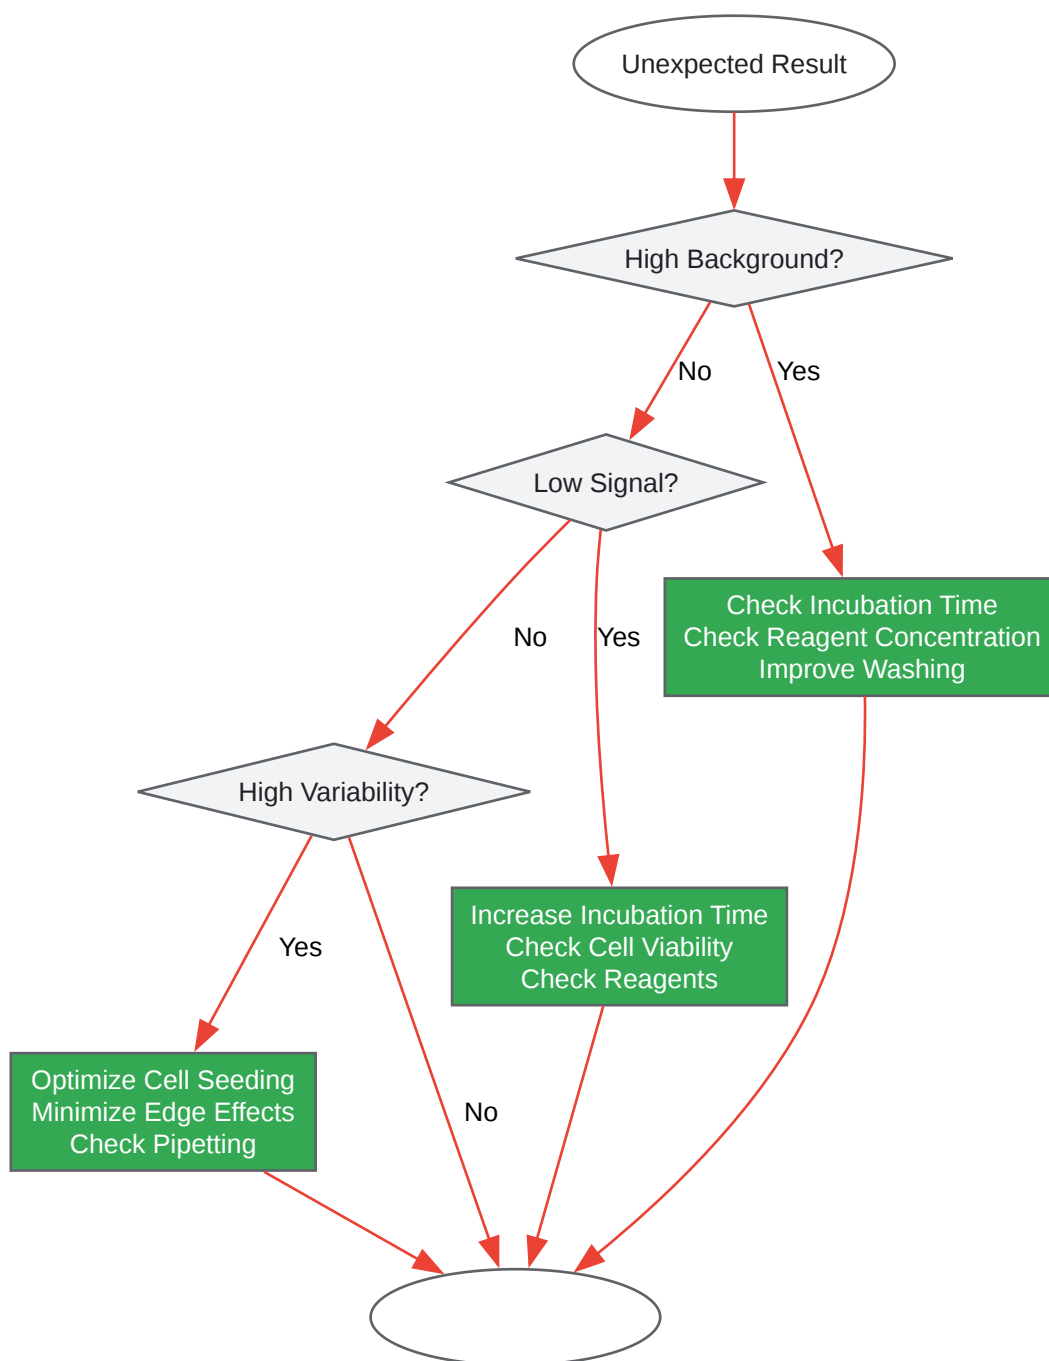 Unexpected Result
High Background?
No
Yes
Low Signal?
Check Incubation Time
Check Reagent Concentration
Improve Washing
No
Yes
High Variability?
Increase Incubation Time
Check Cell Viability
Check Reagents
Yes
Optimize Cell Seeding
Minimize Edge Effects
Check Pipetting
No